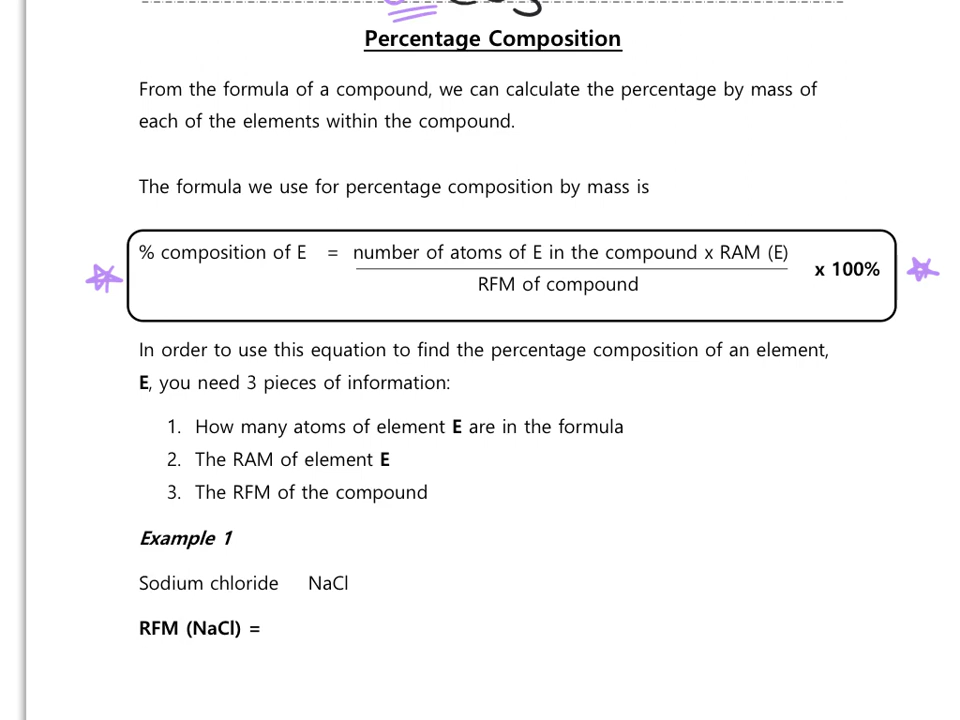 Percentage Composition
From the formula of a compound, we can calculate the percentage by mass of
each of the elements within the compound.
The formula we use for percentage composition by mass is
% composition of E = number of atoms of E in the compound x RAM (E)
x 100%
RFM of compound
In order to use this equation to find the percentage composition of an element,
E, you need 3 pieces of information:
1. How many atoms of element E are in the formula
2. The RAM of element E
3. The RFM of the compound
Example 1
Sodium chloride NaCl
RFM (NaCl) =